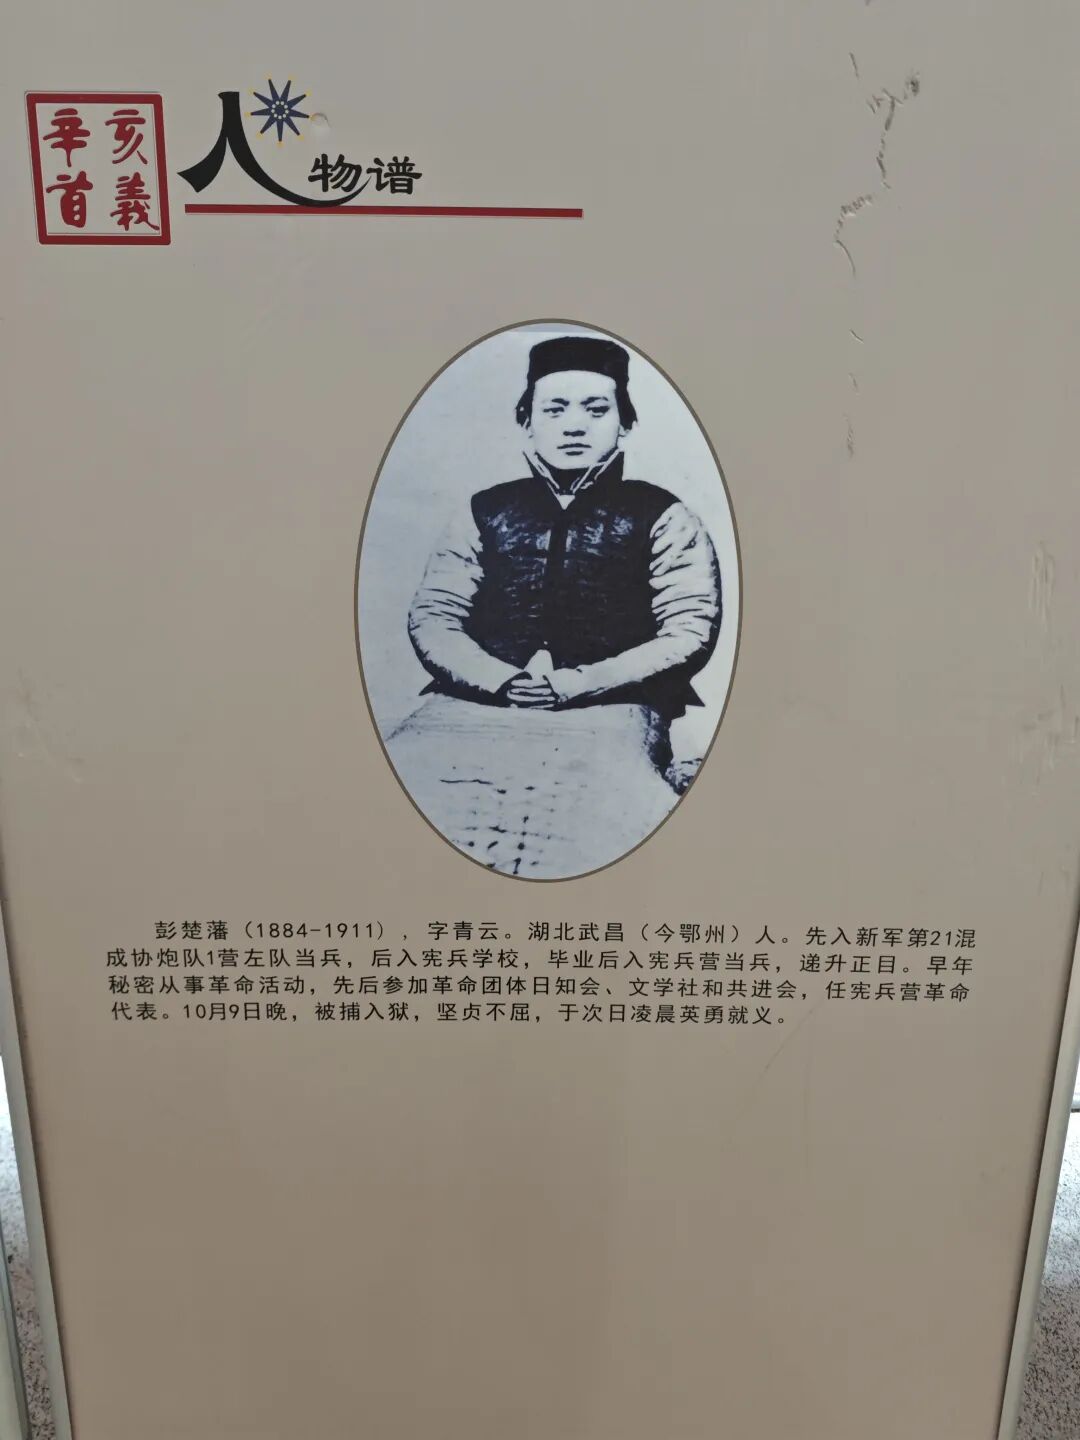 辛亥
首義
人物谱
彭楚藩（1884-1911），字青云。湖北武昌（今鄂州）人。先入新军第21混
成协炮队1营左队当兵，后入宪兵学校，毕业后入宪兵营当兵，递升正目。早年
秘密从事革命活动，先后参加革命团体日知会、文学社和共进会，任宪兵营革命
代表。10月9日晚，被捕入狱，坚贞不屈，于次日凌晨英勇就义。